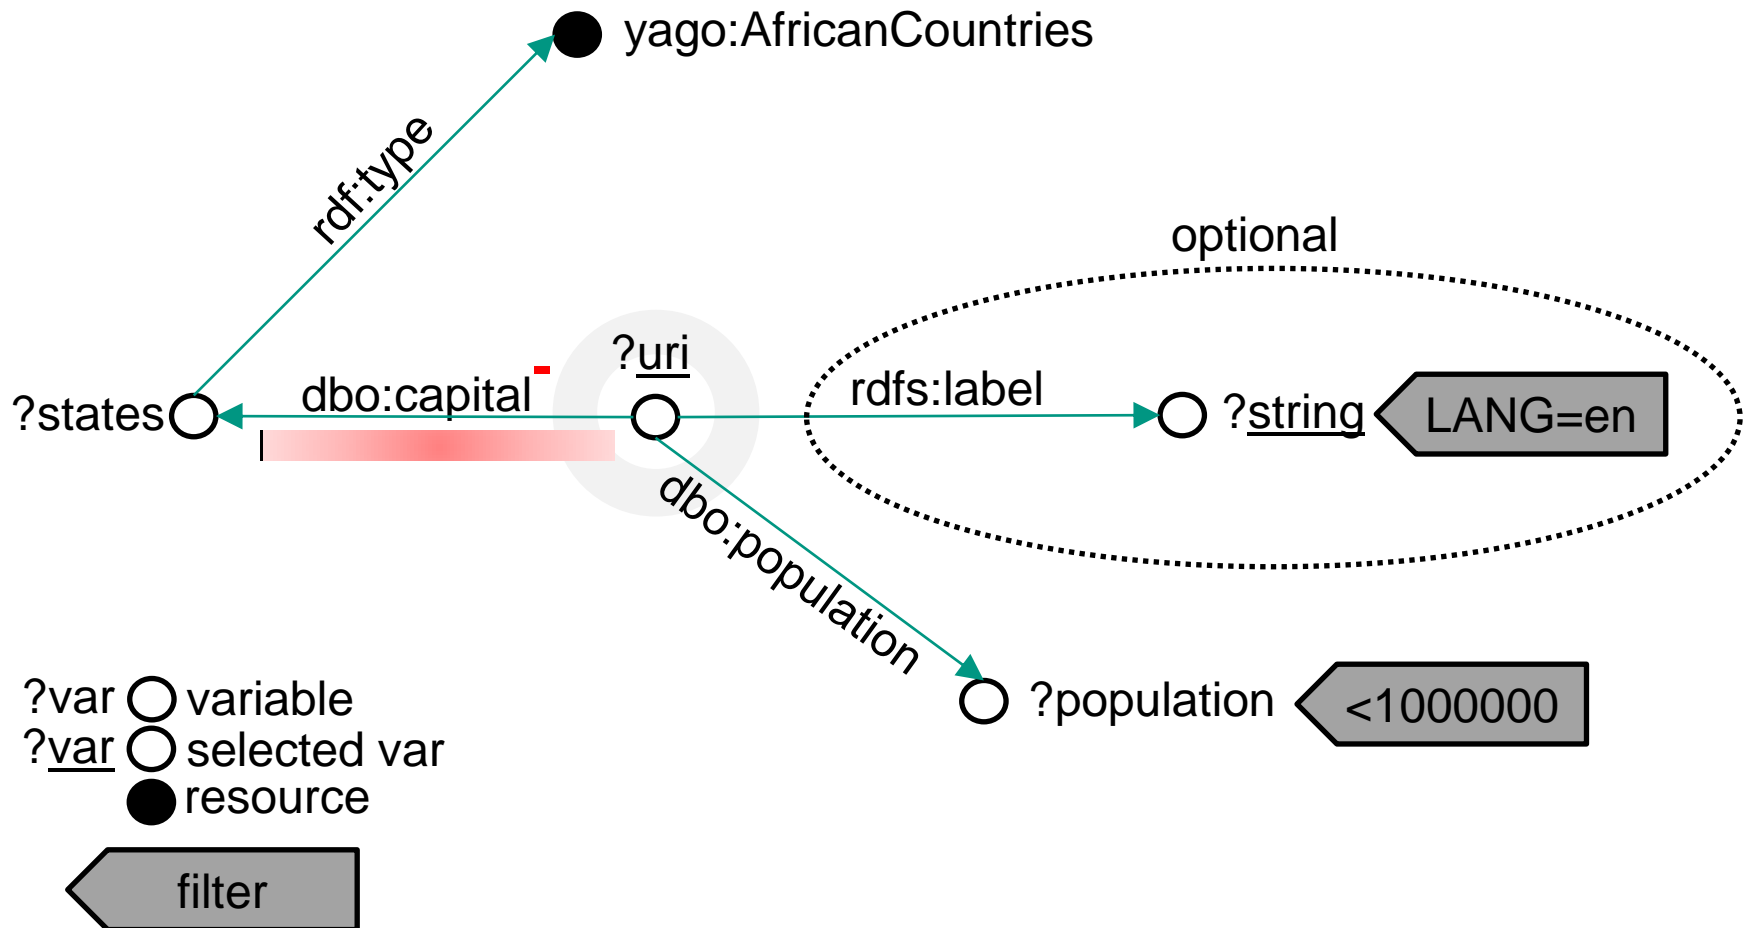 yago:AfricanCountries
rdf:type
optional
?uri
?states
dbo:capital-
rdfs:label
?string
LANG=en
dbo:population
?population
<1000000
?var variable
?var selected var
resource
filter